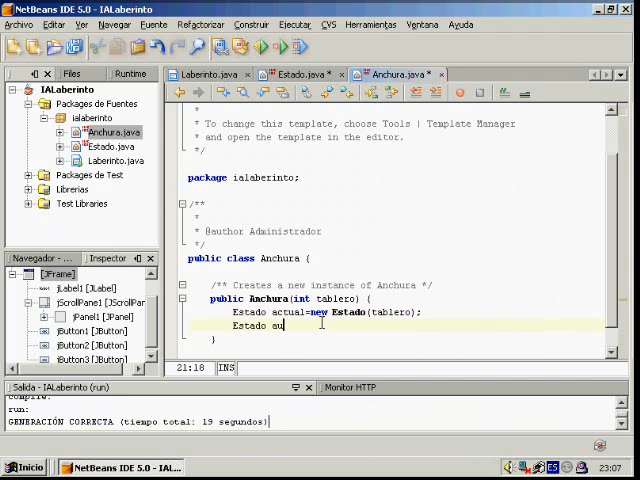 NetBeans IDE 5.0 - IALaberinto
Archivo Editar Ver Navegar Fuente Refactorizar Construir Ejecutar CVS Herramientas Ventana Ayuda
Files Runtime
Laberinto.java Estado.java * Anchura.java *
IALaberinto
Packages de Fuentes
ialaberinto
Anchura.java
Estado.java
Laberinto.java
Packages de Test
Librerias
Test Libraries
*
* To change this template, choose Tools | Template Manager
* and open the template in the editor.
*/
package ialaberinto;
/**
*
* @author Administrador
*/
public class Anchura {
/** Creates a new instance of Anchura */
public Anchura(int tablero) {
Estado actual=new Estado(tablero);
Estado au
}
Navegador - ... Inspector
[JFrame]
jLabel1 [JLabel]
jScrollPane1 [JScrollPane]
jPanel1 [JPanel]
jButton1 [JButton]
jButton2 [JButton]
jButton3 [JButton]
21:18 INS
Salida - IALaberinto (run)
Monitor HTTP
compile:
run:
GENERACIÓN CORRECTA (tiempo total: 19 segundos)
Inicio
NetBeans IDE 5.0 - IAL...
ES
23:07